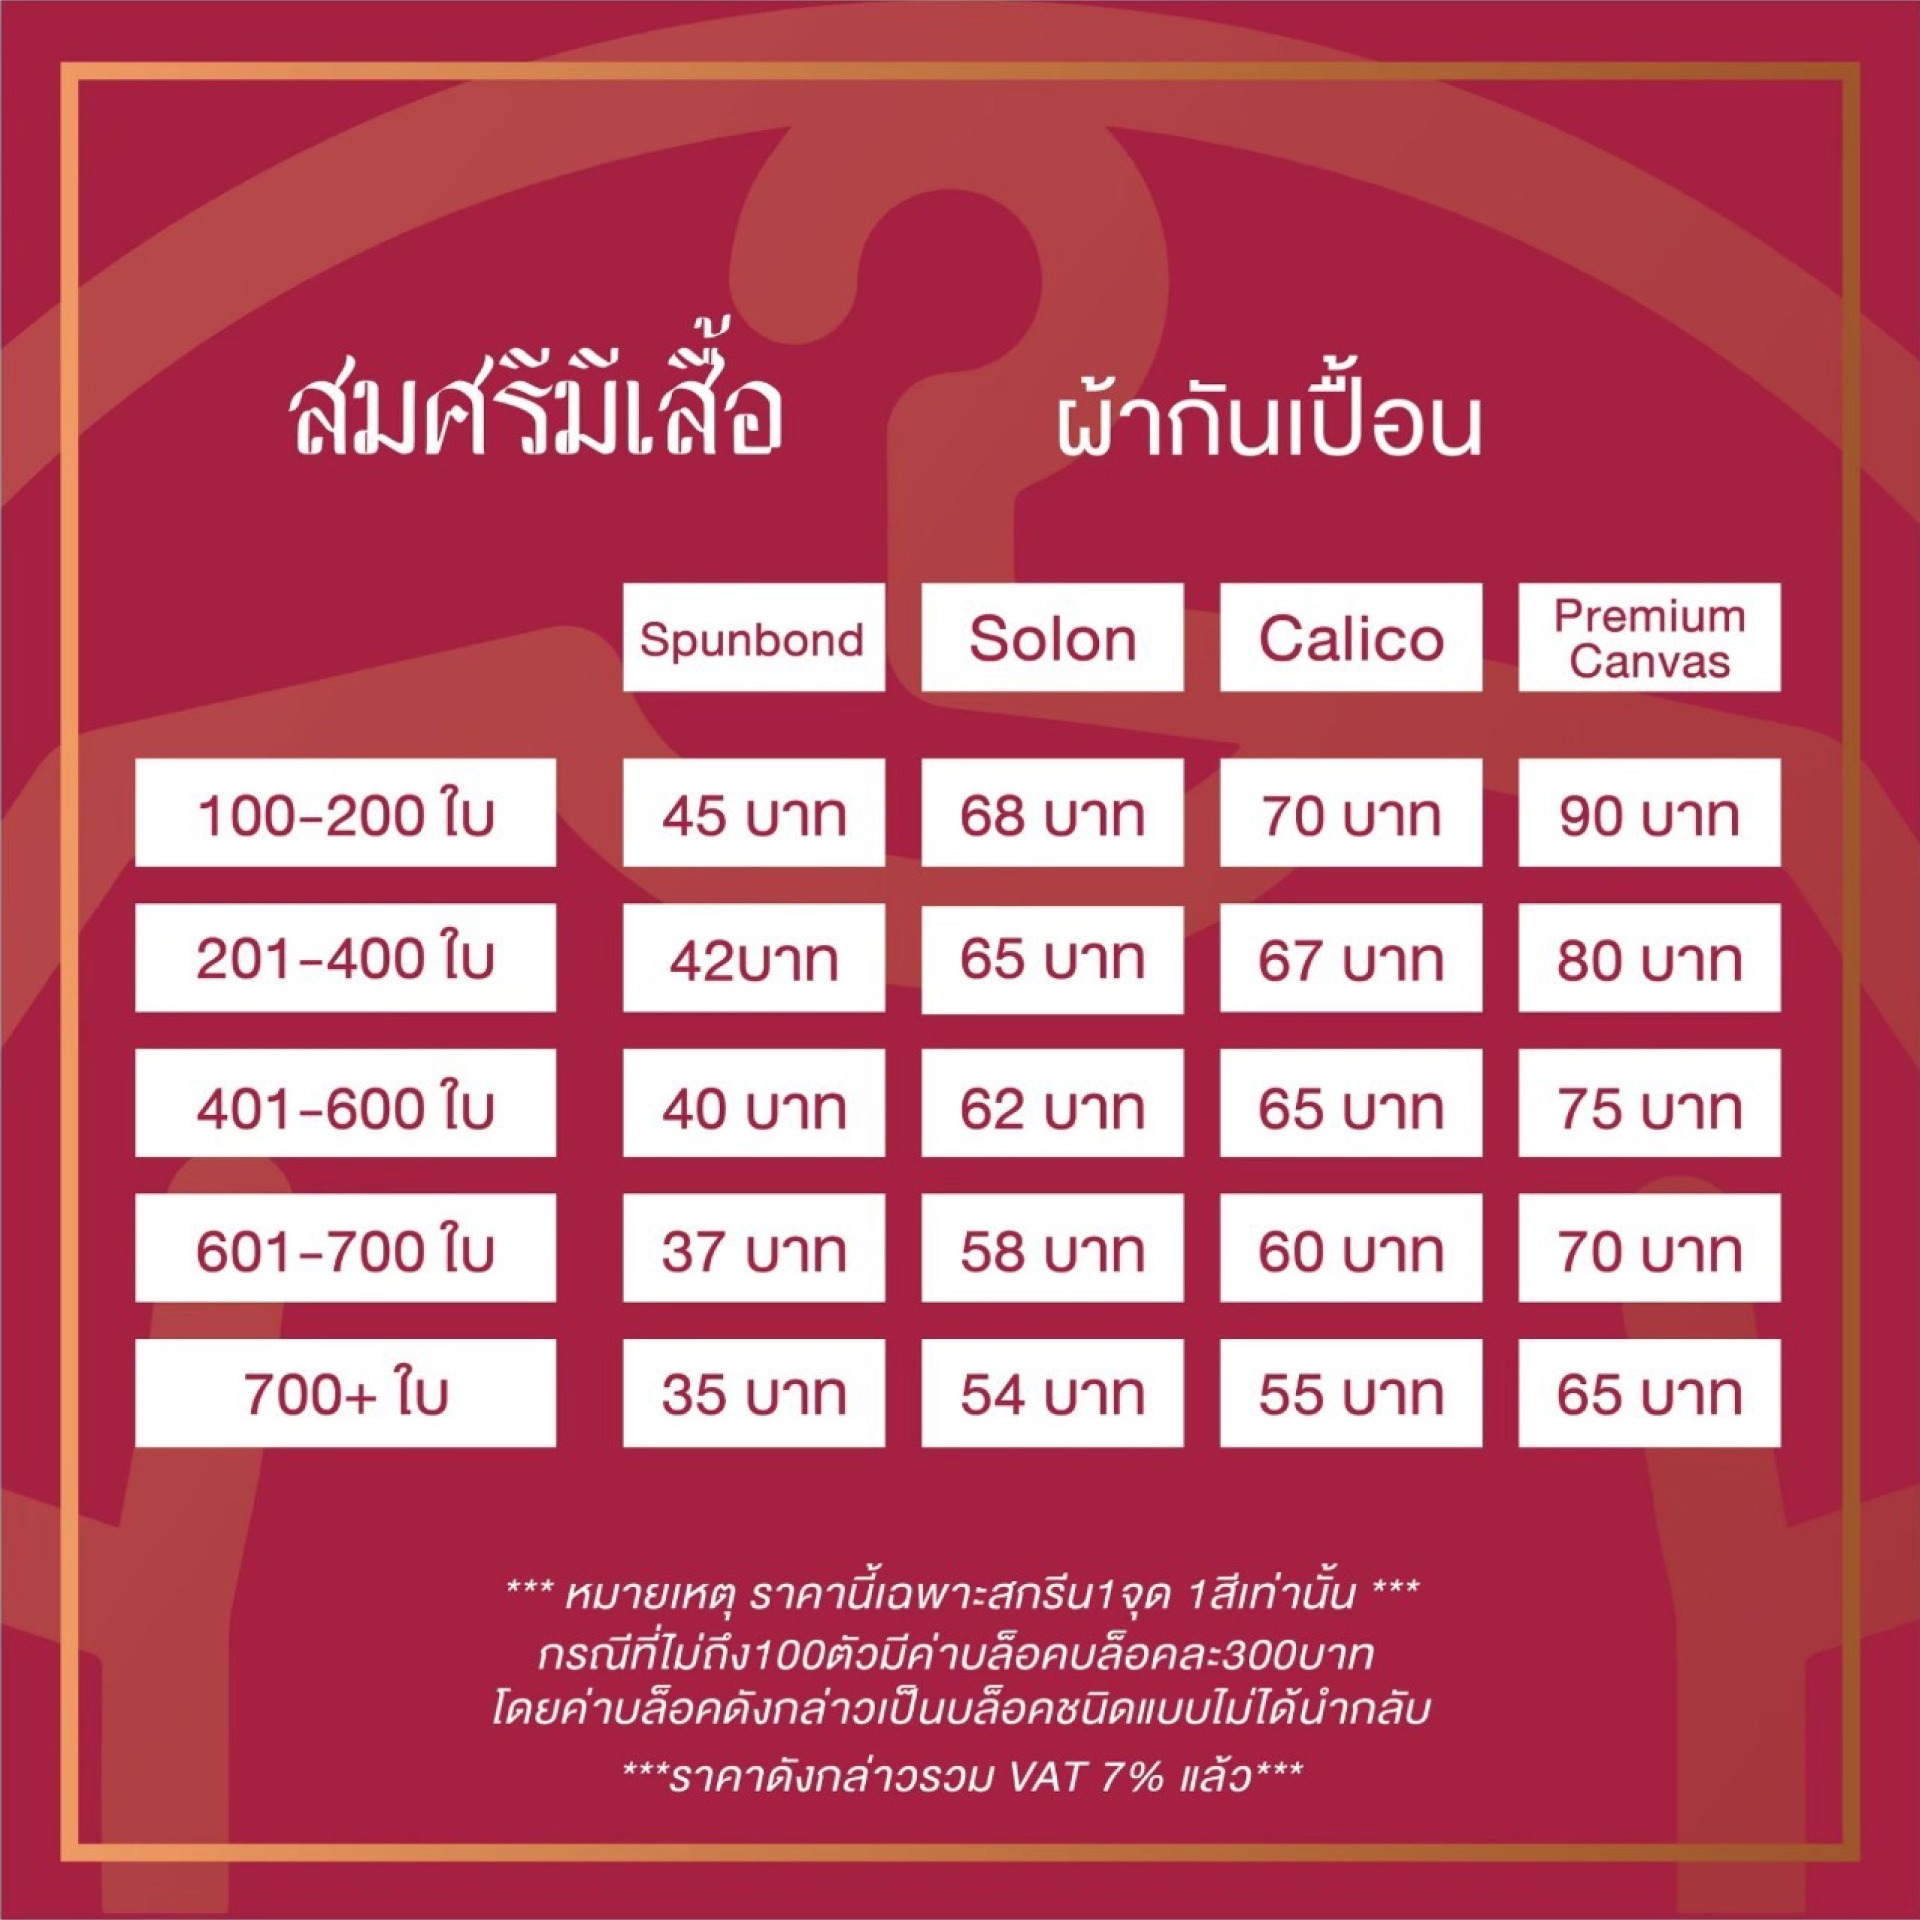 สมศรีมีเสื้อ ผ้ากันเปื้อน
Spunbond Solon Calico Premium Canvas
100-200 ใบ 45 บาท 68 บาท 70 บาท 90 บาท
201-400 ใบ 42บาท 65 บาท 67 บาท 80 บาท
401-600 ใบ 40 บาท 62 บาท 65 บาท 75 บาท
601-700 ใบ 37 บาท 58 บาท 60 บาท 70 บาท
700+ ใบ 35 บาท 54 บาท 55 บาท 65 บาท
*** หมายเหตุ ราคานี้เฉพาะสกรีน1จุด 1สีเท่านั้น ***
กรณีที่ไม่ถึง100ตัวมีค่าบล็อคบล็อคละ300บาท
โดยค่าบล็อคดังกล่าวเป็นบล็อคชนิดแบบไม่ได้นำกลับ
***ราคาดังกล่าวรวม VAT 7% แล้ว***